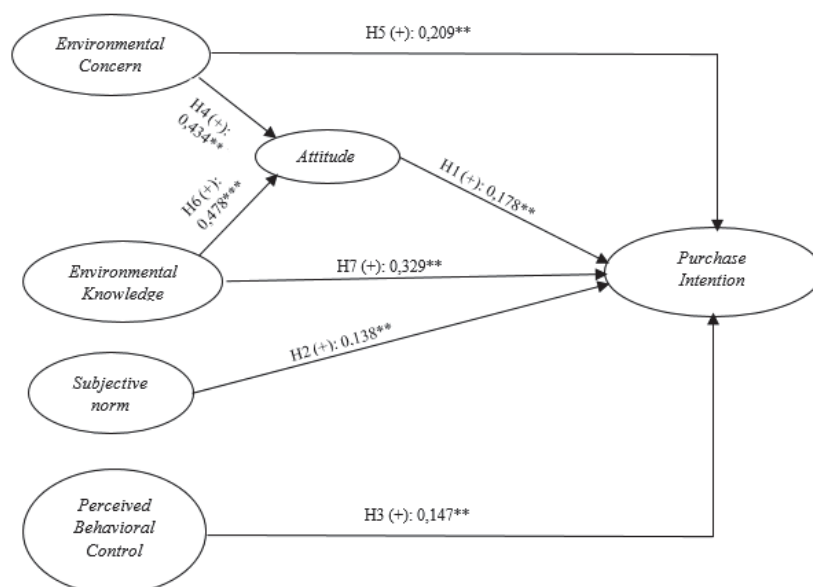 H5 (+): 0,209**
Environmental
Concern
H4 (+):
0,434**
Attitude
H1 (+): 0,178**
H6 (+):
0,478***
Purchase
Intention
H7 (+): 0,329**
Environmental
Knowledge
H2 (+): 0.138**
Subjective
norm
Perceived
Behavioral
Control
H3 (+): 0,147**